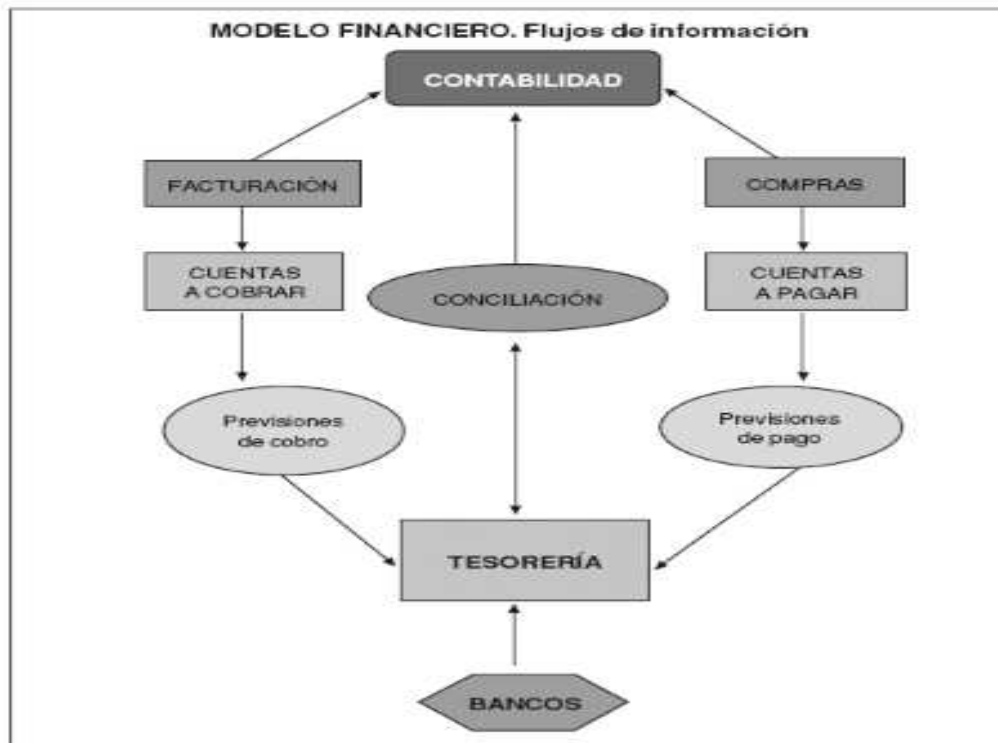 MODELO FINANCIERO. Flujos de información
CONTABILIDAD
FACTURACIÓN
COMPRAS
CUENTAS
A COBRAR
CONCILIACIÓN
CUENTAS
A PAGAR
Previsiones
de cobro
Previsiones
de pago
TESORERÍA
BANCOS